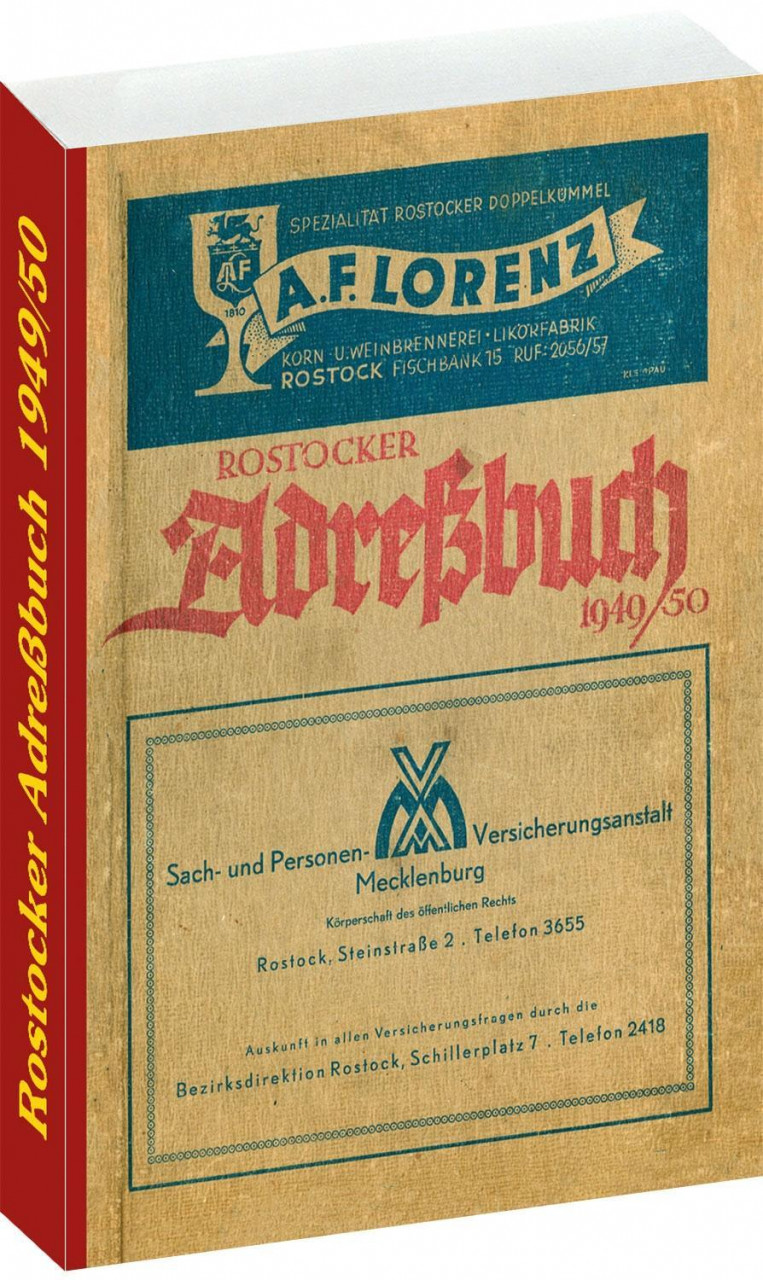 Rostocker Adreßbuch 1949/50
SPEZIALITÄT ROSTOCKER DOPPELKÜMMEL
AF
1810
A.F. LORENZ
KORN- U. WEINBRENNEREI · LIKÖRFABRIK
ROSTOCK FISCHBANK 15 RUF: 2056/57
ROSTOCKER
Adreßbuch
1949/50
Sach- und Personen- Versicherungsanstalt
Mecklenburg
Körperschaft des öffentlichen Rechts
Rostock, Steinstraße 2 . Telefon 3655
Auskunft in allen Versicherungsfragen durch die
Bezirksdirektion Rostock, Schillerplatz 7 . Telefon 2418